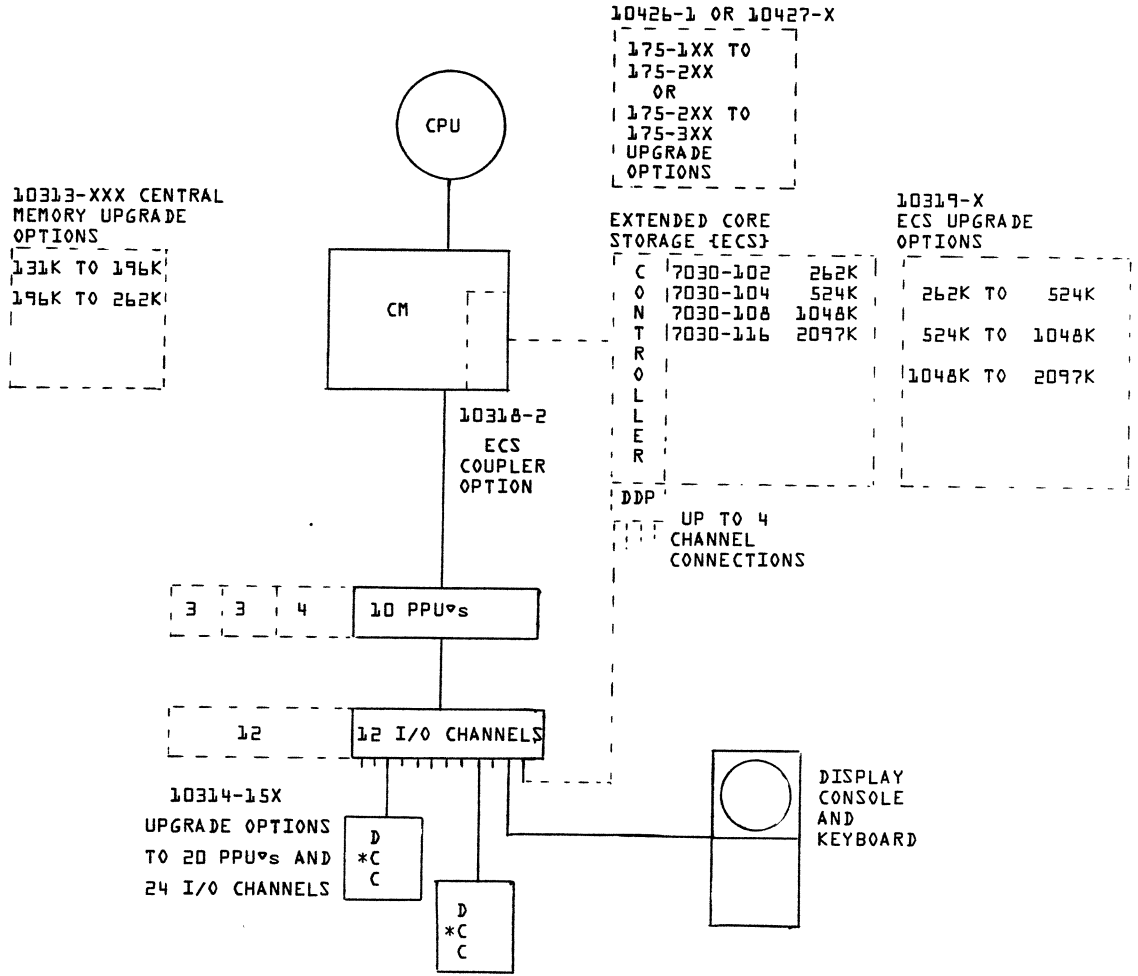 10426-1 OR 10427-X
175-1XX TO
175-2XX
OR
175-2XX TO
175-3XX
UPGRADE
OPTIONS
CPU
10313-XXX CENTRAL
MEMORY UPGRADE
OPTIONS
131K TO 196K
196K TO 262K
CM
10318-2
ECS
COUPLER
OPTION
EXTENDED CORE
STORAGE {ECS}
C
O
N
T
R
O
L
L
E
R
7030-102 262K
7030-104 524K
7030-108 1048K
7030-116 2097K
10319-X
ECS UPGRADE
OPTIONS
262K TO 524K
524K TO 1048K
1048K TO 2097K
DDP
UP TO 4
CHANNEL
CONNECTIONS
3 3 4 10 PPU▿s
12 12 I/O CHANNELS
10314-15X
UPGRADE OPTIONS
TO 20 PPU▿s AND
24 I/O CHANNELS
D
*C
C
D
*C
C
DISPLAY
CONSOLE
AND
KEYBOARD